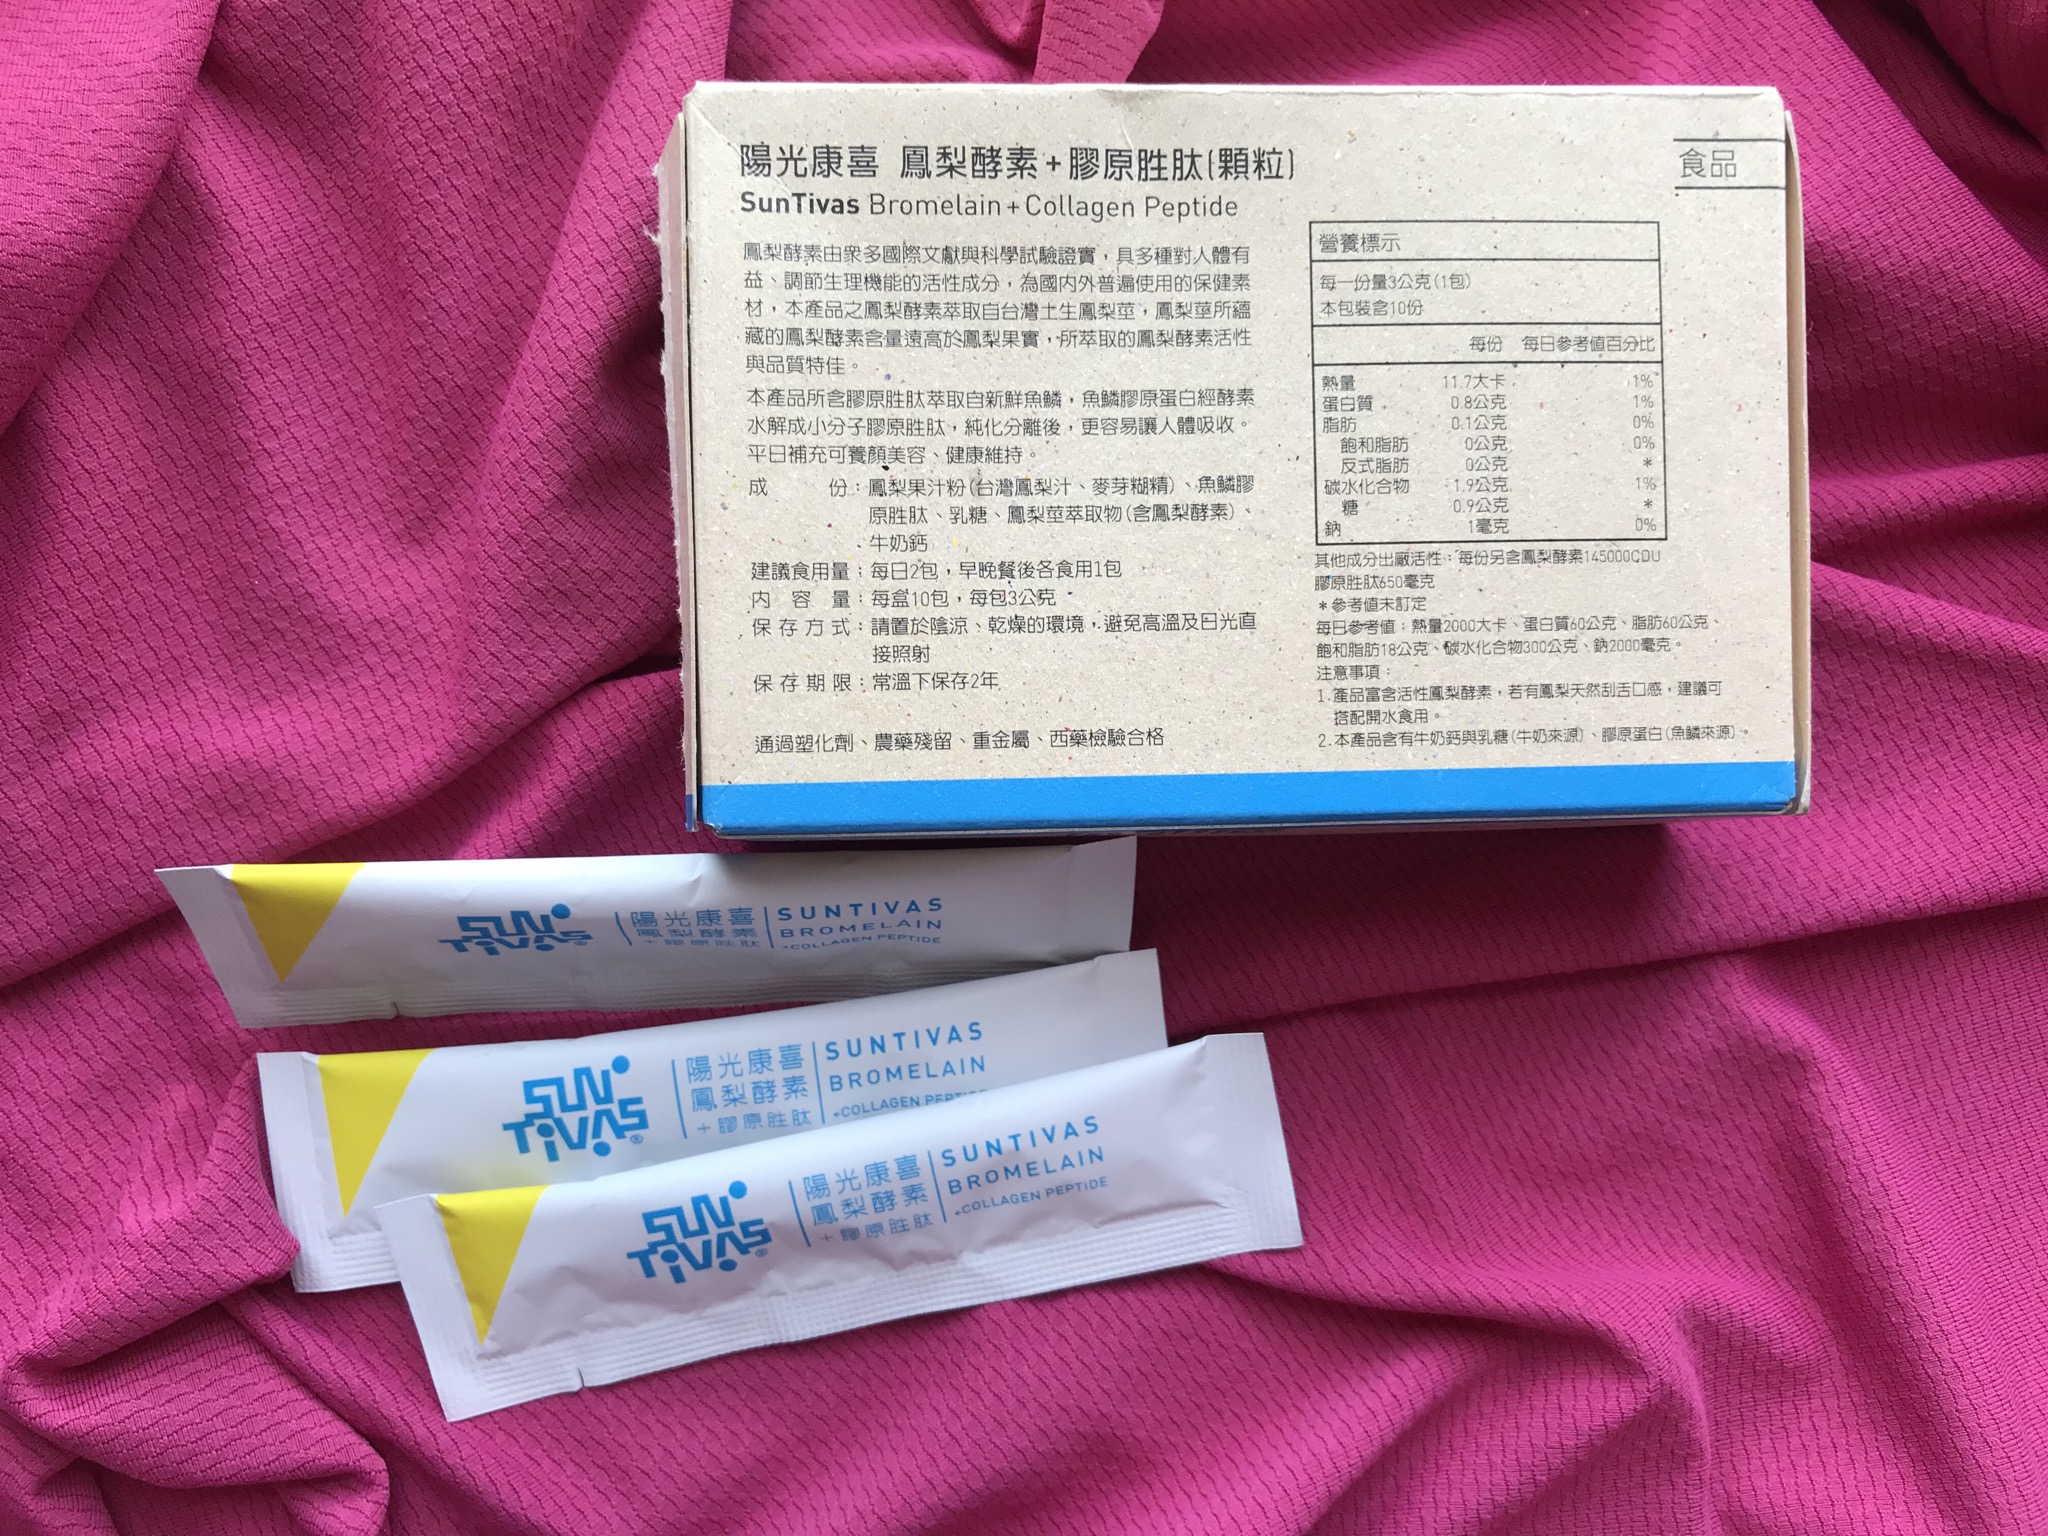 陽光康喜 鳳梨酵素+膠原胜肽(顆粒)
SunTivas Bromelain+Collagen Peptide
食品
鳳梨酵素由眾多國際文獻與科學試驗證實，具多種對人體有
益、調節生理機能的活性成分，為國內外普遍使用的保健素
材，本產品之鳳梨酵素萃取自台灣土生鳳梨莖，鳳梨莖所蘊
藏的鳳梨酵素含量遠高於鳳梨果實，所萃取的鳳梨酵素活性
與品質特佳。
本產品所含膠原胜肽萃取自新鮮魚鱗，魚鱗膠原蛋白經酵素
水解成小分子膠原胜肽，純化分離後，更容易讓人體吸收。
平日補充可養顏美容、健康維持。
成份：鳳梨果汁粉(台灣鳳梨汁、麥芽糊精)、魚鱗膠
原胜肽、乳糖、鳳梨莖萃取物(含鳳梨酵素)、
牛奶鈣
建議食用量：每日2包，早晚餐後各食用1包
內容量：每盒10包，每包3公克
保存方式：請置於陰涼、乾燥的環境，避免高溫及日光直
接照射
保存期限：常溫下保存2年
通過塑化劑、農藥殘留、重金屬、西藥檢驗合格
營養標示
每一份量3公克(1包)
本包裝含10份
每份 每日參考值百分比
熱量 11.7大卡 1%
蛋白質 0.8公克 1%
脂肪 0.1公克 0%
飽和脂肪 0公克 0%
反式脂肪 0公克 *
碳水化合物 1.9公克 1%
糖 0.9公克 *
鈉 1毫克 0%
其他成分出廠活性：每份另含鳳梨酵素145000CDU
膠原胜肽650毫克
*參考值未訂定
每日參考值：熱量2000大卡、蛋白質60公克、脂肪60公克、
飽和脂肪18公克、碳水化合物300公克、鈉2000毫克。
注意事項：
1.產品富含活性鳳梨酵素，若有鳳梨天然刮舌口感，建議可
搭配開水食用。
2.本產品含有牛奶鈣與乳糖(牛奶來源)、膠原蛋白(魚鱗來源)。
陽光康喜
鳳梨酵素
+膠原胜肽
SUNTIVAS
BROMELAIN
+COLLAGEN PEPTIDE
SUN
TIVAS®
陽光康喜
鳳梨酵素
+膠原胜肽
SUNTIVAS
BROMELAIN
+COLLAGEN
SUN
TIVAS®
陽光康喜
鳳梨酵素
+膠原胜肽
SUNTIVAS
BROMELAIN
+COLLAGEN PEPTIDE